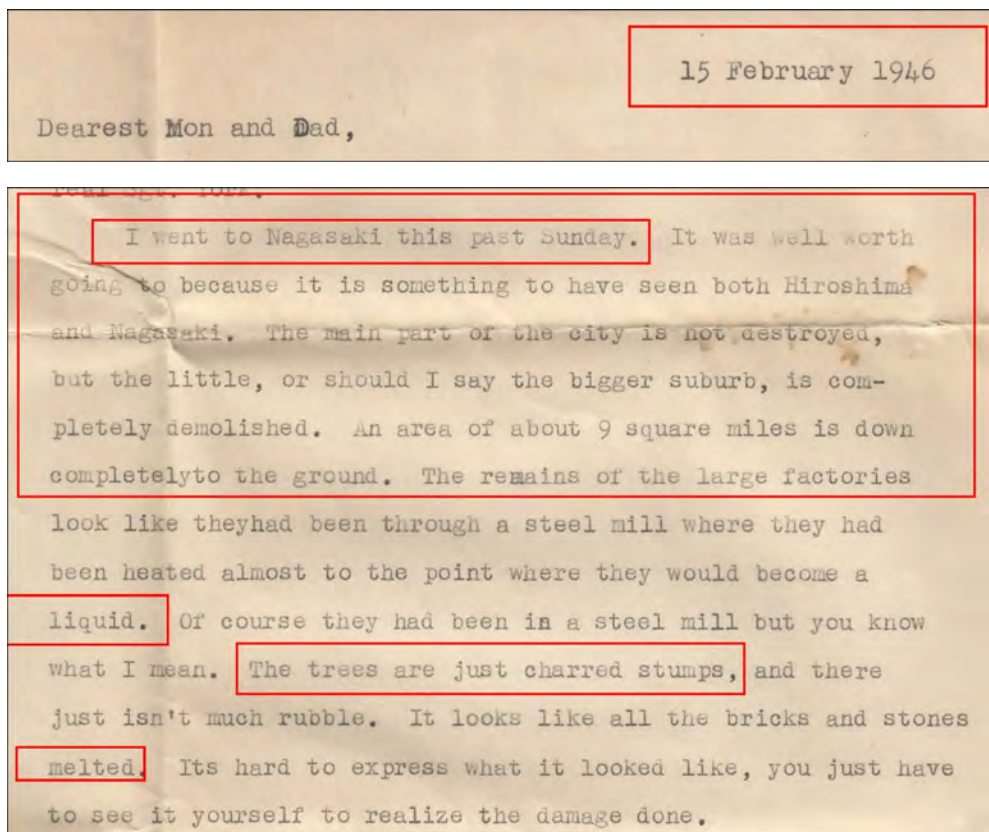 15 February 1946
Dearest Mon and Dad,
real Sgt. York.
I went to Nagasaki this past Sunday. It was well worth
going to because it is something to have seen both Hiroshima
and Nagasaki. The main part of the city is not destroyed,
but the little, or should I say the bigger suburb, is com-
pletely demolished. An area of about 9 square miles is down
completelyto the ground. The remains of the large factories
look like theyhad been through a steel mill where they had
been heated almost to the point where they would become a
liquid. Of course they had been in a steel mill but you know
what I mean. The trees are just charred stumps, and there
just isn't much rubble. It looks like all the bricks and stones
melted. Its hard to express what it looked like, you just have
to see it yourself to realize the damage done.